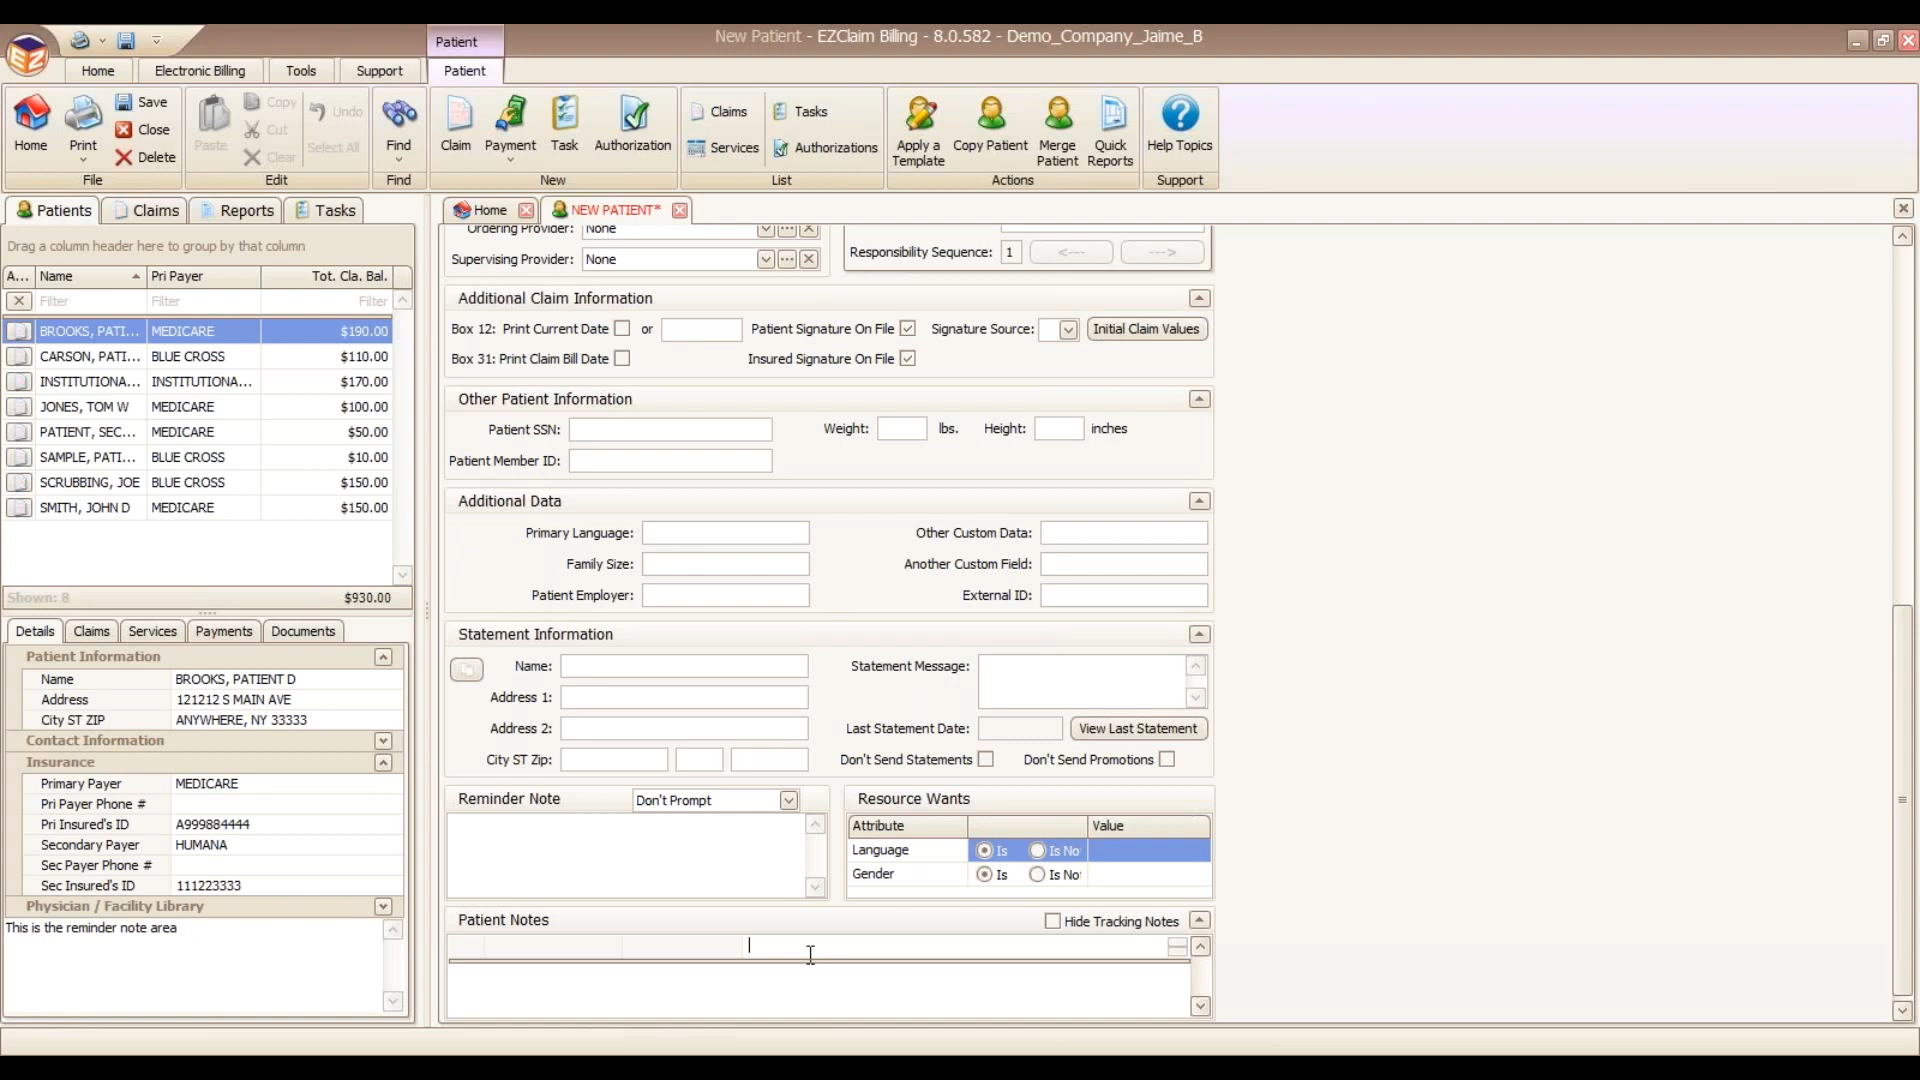 Patient
New Patient - EZClaim Billing - 8.0.582 - Demo_Company_Jaime_B
Home Electronic Billing Tools Support Patient
Home Print Save Close Delete
File
Paste Copy Cut Clear Undo Select All
Edit
Find
Find
Claim Payment Task Authorization
New
Claims Tasks
Services Authorizations
List
Apply a Template Copy Patient Merge Patient Quick Reports
Actions
Help Topics
Support
Patients Claims Reports Tasks
Drag a column header here to group by that column
A... Name Pri Payer Tot. Cla. Bal.
Filter Filter Filter
BROOKS, PATI... MEDICARE $190.00
CARSON, PATI... BLUE CROSS $110.00
INSTITUTIONA... INSTITUTIONA... $170.00
JONES, TOM W MEDICARE $100.00
PATIENT, SEC... MEDICARE $50.00
SAMPLE, PATI... BLUE CROSS $10.00
SCRUBBING, JOE BLUE CROSS $150.00
SMITH, JOHN D MEDICARE $150.00
Shown: 8 $930.00
Details Claims Services Payments Documents
Patient Information
Name BROOKS, PATIENT D
Address 121212 S MAIN AVE
City ST ZIP ANYWHERE, NY 33333
Contact Information
Insurance
Primary Payer MEDICARE
Pri Payer Phone #
Pri Insured's ID A999884444
Secondary Payer HUMANA
Sec Payer Phone #
Sec Insured's ID 111223333
Physician / Facility Library
This is the reminder note area
Home NEW PATIENT*
Ordering Provider: None
Supervising Provider: None
Responsibility Sequence: 1 <--- --->
Additional Claim Information
Box 12: Print Current Date or Patient Signature On File Signature Source: Initial Claim Values
Box 31: Print Claim Bill Date Insured Signature On File
Other Patient Information
Patient SSN: Weight: lbs. Height: inches
Patient Member ID:
Additional Data
Primary Language: Other Custom Data:
Family Size: Another Custom Field:
Patient Employer: External ID:
Statement Information
Name: Statement Message:
Address 1:
Address 2: Last Statement Date: View Last Statement
City ST Zip: Don't Send Statements Don't Send Promotions
Reminder Note Don't Prompt
Resource Wants
Attribute Value
Language Is Is No
Gender Is Is No
Patient Notes Hide Tracking Notes